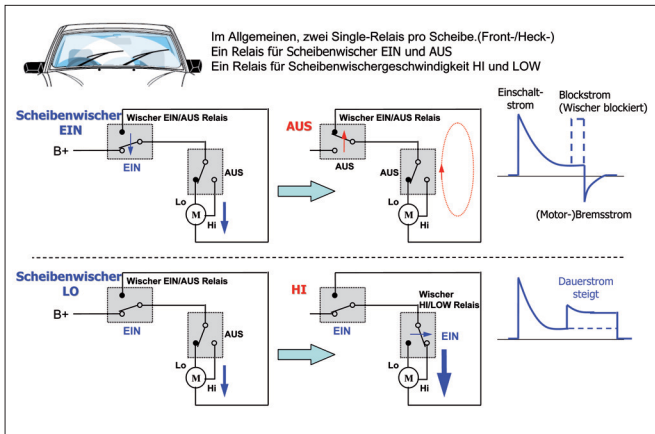 Im Allgemeinen, zwei Single-Relais pro Scheibe.(Front-/Heck-)
Ein Relais für Scheibenwischer EIN und AUS
Ein Relais für Scheibenwischergeschwindigkeit HI und LOW
Scheibenwischer
EIN
Wischer EIN/AUS Relais
B+
EIN
AUS
Lo
M
Hi
AUS
Wischer EIN/AUS Relais
AUS
AUS
Lo
M
Hi
Einschalt-
strom
Blockstrom
(Wischer blockiert)
(Motor-)Bremsstrom
Scheibenwischer
LO
Wischer EIN/AUS Relais
B+
EIN
AUS
Lo
M
Hi
HI
EIN
Wischer
HI/LOW Relais
EIN
Lo
M
Hi
Dauerstrom
steigt